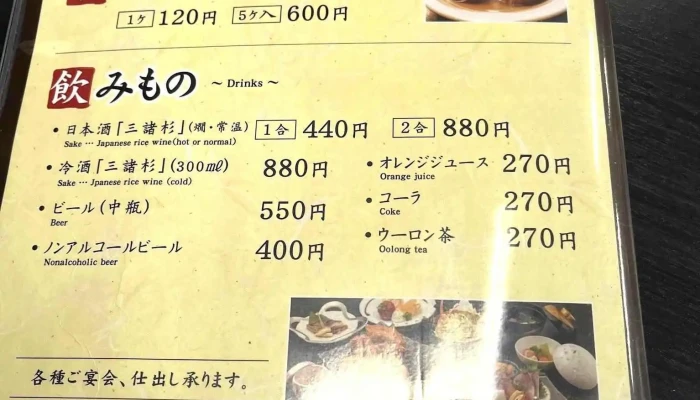 1ケ 120円 5ケ入 600円
飲みもの ～ Drinks ～
・日本酒「三諸杉」(燗・常温) 1合 440円 2合 880円
Sake … Japanese rice wine(hot or normal)
・冷酒「三諸杉」(300㎖) 880円
Sake … Jpanese rice wine (cold)
・ビール(中瓶) 550円
Beer
・ノンアルコールビール 400円
Nonalcoholic beer
・オレンジジュース 270円
Orange juice
・コーラ 270円
Coke
・ウーロン茶 270円
Oolong tea
各種ご宴会、仕出し承ります。